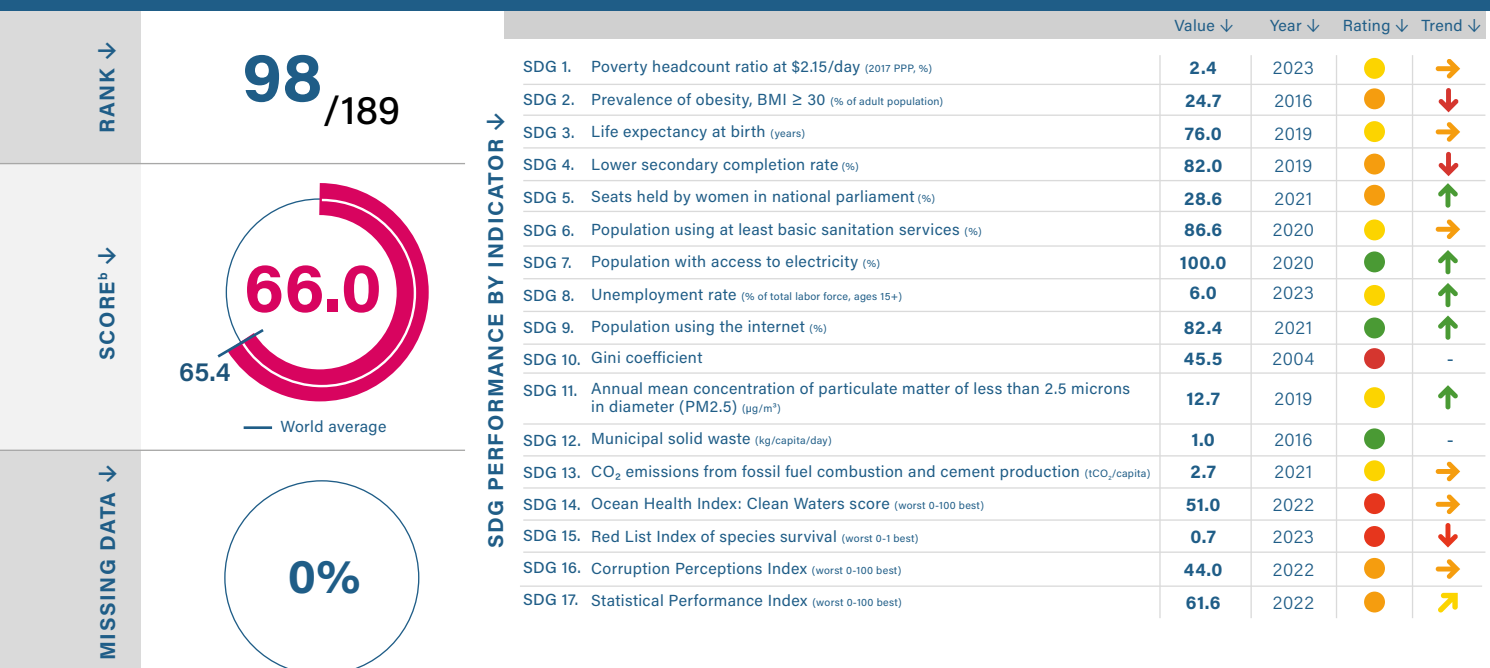 RANK →
98/189
SCOREᵇ →
66.0
65.4
World average
MISSING DATA →
0%
SDG PERFORMANCE BY INDICATOR →
Value ↓ Year ↓ Rating ↓ Trend ↓
SDG 1. Poverty headcount ratio at $2.15/day (2017 PPP, %) 2.4 2023
SDG 2. Prevalence of obesity, BMI ≥ 30 (% of adult population) 24.7 2016
SDG 3. Life expectancy at birth (years) 76.0 2019
SDG 4. Lower secondary completion rate (%) 82.0 2019
SDG 5. Seats held by women in national parliament (%) 28.6 2021
SDG 6. Population using at least basic sanitation services (%) 86.6 2020
SDG 7. Population with access to electricity (%) 100.0 2020
SDG 8. Unemployment rate (% of total labor force, ages 15+) 6.0 2023
SDG 9. Population using the internet (%) 82.4 2021
SDG 10. Gini coefficient 45.5 2004 -
SDG 11. Annual mean concentration of particulate matter of less than 2.5 microns
in diameter (PM2.5) (μg/m³) 12.7 2019
SDG 12. Municipal solid waste (kg/capita/day) 1.0 2016 -
SDG 13. CO₂ emissions from fossil fuel combustion and cement production (tCO₂/capita) 2.7 2021
SDG 14. Ocean Health Index: Clean Waters score (worst 0-100 best) 51.0 2022
SDG 15. Red List Index of species survival (worst 0-1 best) 0.7 2023
SDG 16. Corruption Perceptions Index (worst 0-100 best) 44.0 2022
SDG 17. Statistical Performance Index (worst 0-100 best) 61.6 2022